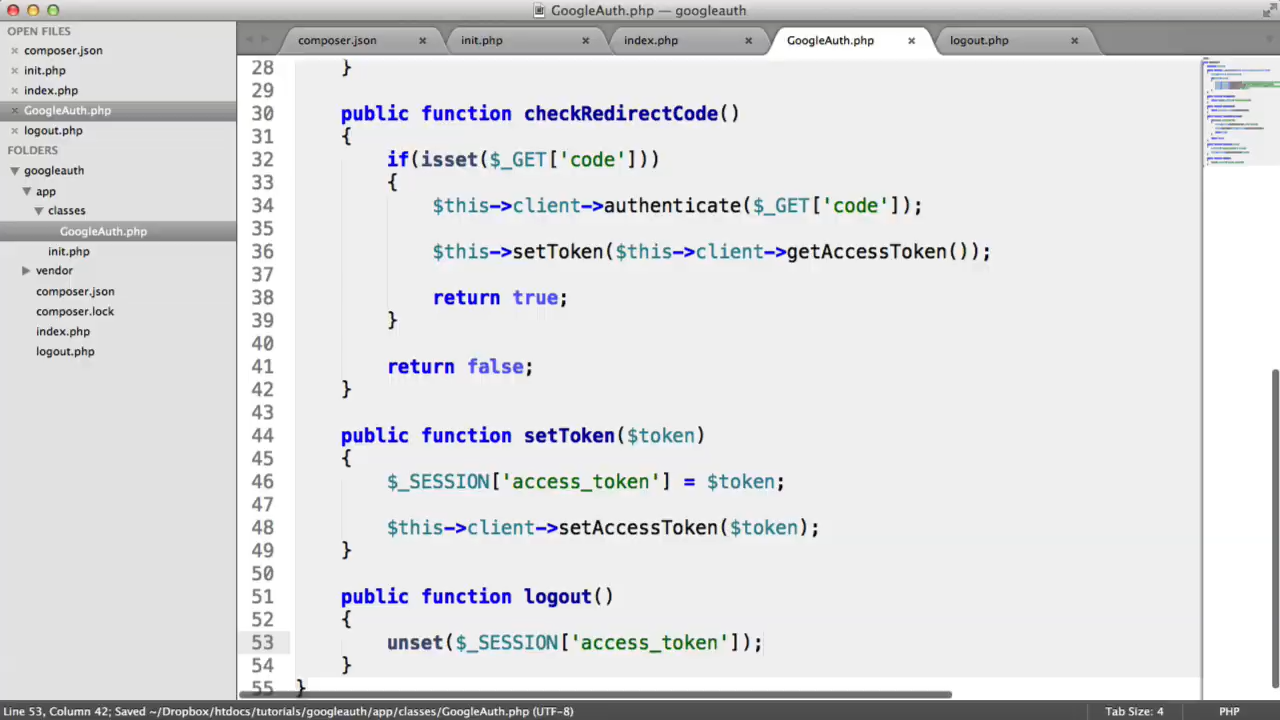 GoogleAuth.php — googleauth
OPEN FILES
composer.json
init.php
index.php
GoogleAuth.php
logout.php
FOLDERS
googleauth
app
classes
GoogleAuth.php
init.php
vendor
composer.json
composer.lock
index.php
logout.php
composer.json
init.php
index.php
GoogleAuth.php
logout.php
28 }
29
30 public function checkRedirectCode()
31 {
32 if(isset($_GET['code']))
33 {
34 $this->client->authenticate($_GET['code']);
35
36 $this->setToken($this->client->getAccessToken());
37
38 return true;
39 }
40
41 return false;
42 }
43
44 public function setToken($token)
45 {
46 $_SESSION['access_token'] = $token;
47
48 $this->client->setAccessToken($token);
49 }
50
51 public function logout()
52 {
53 unset($_SESSION['access_token']);
54 }
55 }
Line 53, Column 42; Saved ~/Dropbox/htdocs/tutorials/googleauth/app/classes/GoogleAuth.php (UTF-8)
Tab Size: 4
PHP